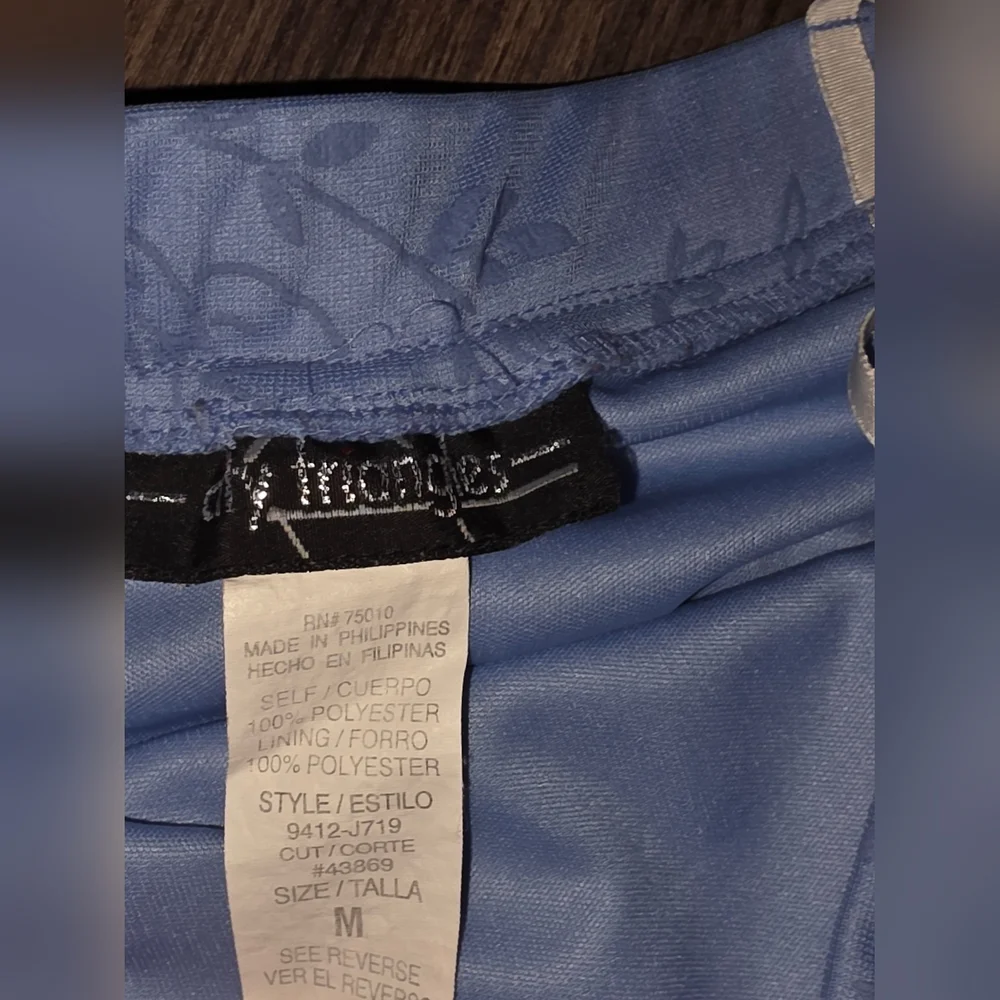 my triangles
RN# 75010
MADE IN PHILIPPINES
HECHO EN FILIPINAS
SELF / CUERPO
100% POLYESTER
LINING / FORRO
100% POLYESTER
STYLE / ESTILO
9412-J719
CUT / CORTE
#43869
SIZE / TALLA
M
SEE REVERSE
VER EL REVERSO